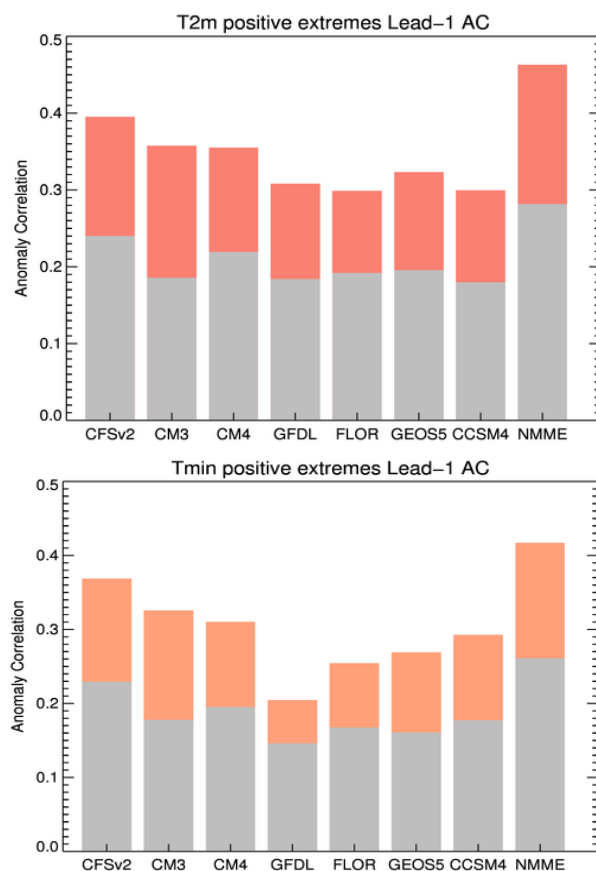 T2m positive extremes Lead−1 AC
0.5
0.4
0.3
0.2
0.1
0.0
Anomaly Correlation
CFSv2 CM3 CM4 GFDL FLOR GEOS5 CCSM4 NMME
Tmin positive extremes Lead−1 AC
0.5
0.4
0.3
0.2
0.1
0.0
Anomaly Correlation
CFSv2 CM3 CM4 GFDL FLOR GEOS5 CCSM4 NMME